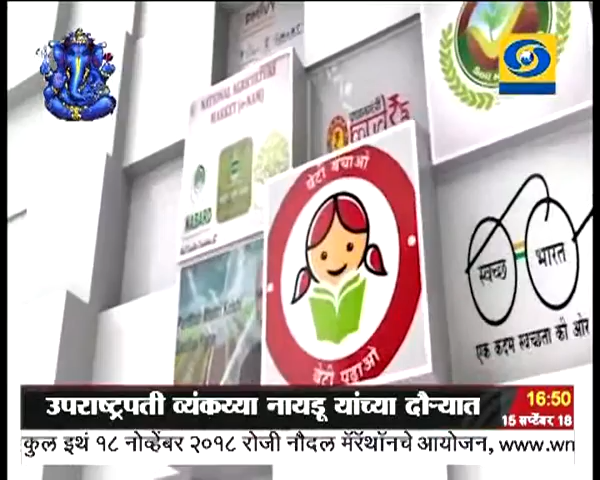 NATIONAL AGRICULTURE
MARKET (e-NAM)
NABARD
बेटी बचाओ
बेटी पढ़ाओ
स्वच्छ भारत
एक कदम स्वच्छता की ओर
उपराष्ट्रपती व्यंकय्या नायडू यांच्या दौऱ्यात
16:50
15 सप्टेंबर 18
कुल इथं १८ नोव्हेंबर २०१८ रोजी नौदल मॅरॅथॉनचे आयोजन, www.wn